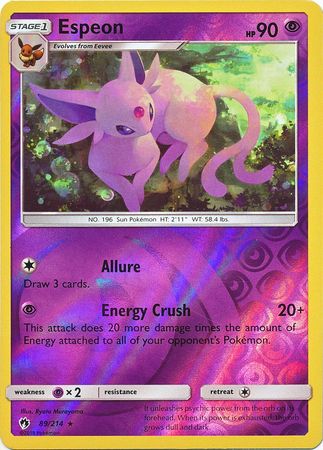 STAGE 1
Espeon
HP 90
Evolves from Eevee
NO. 196 Sun Pokémon HT: 2'11" WT: 58.4 lbs.
Allure
Draw 3 cards.
Energy Crush 20+
This attack does 20 more damage times the amount of
Energy attached to all of your opponent's Pokémon.
weakness × 2 resistance retreat
Illus. Ryota Murayama
89/214 ★
©2019 Pokémon
It unleashes psychic power from the orb on its
forehead. When its power is exhausted, the orb
grows dull and dark.